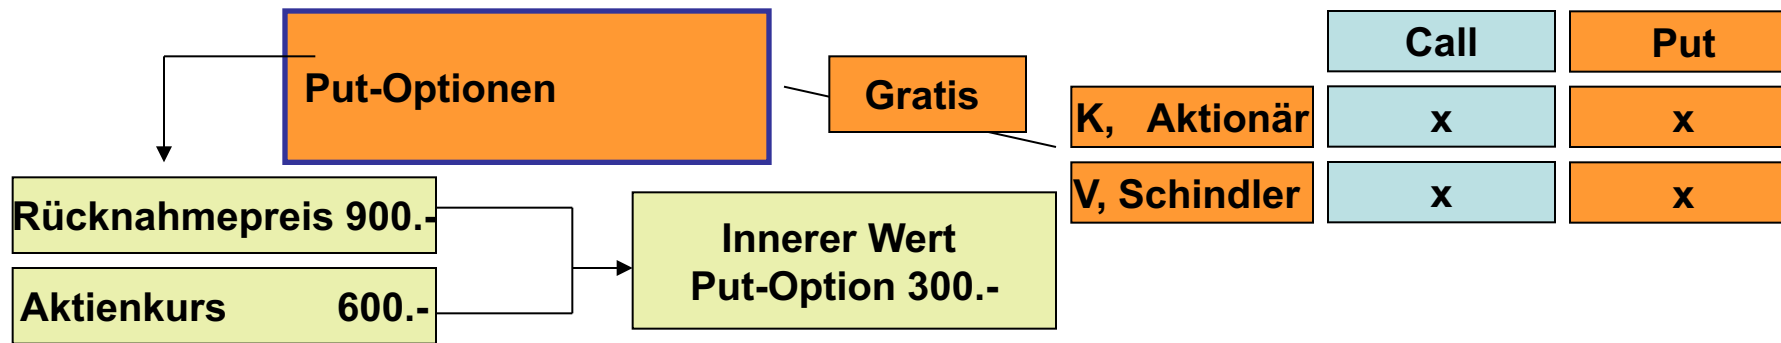 Put-Optionen
Gratis
Call Put
K, Aktionär x x
V, Schindler x x
Rücknahmepreis 900.-
Aktienkurs 600.-
Innerer Wert
Put-Option 300.-